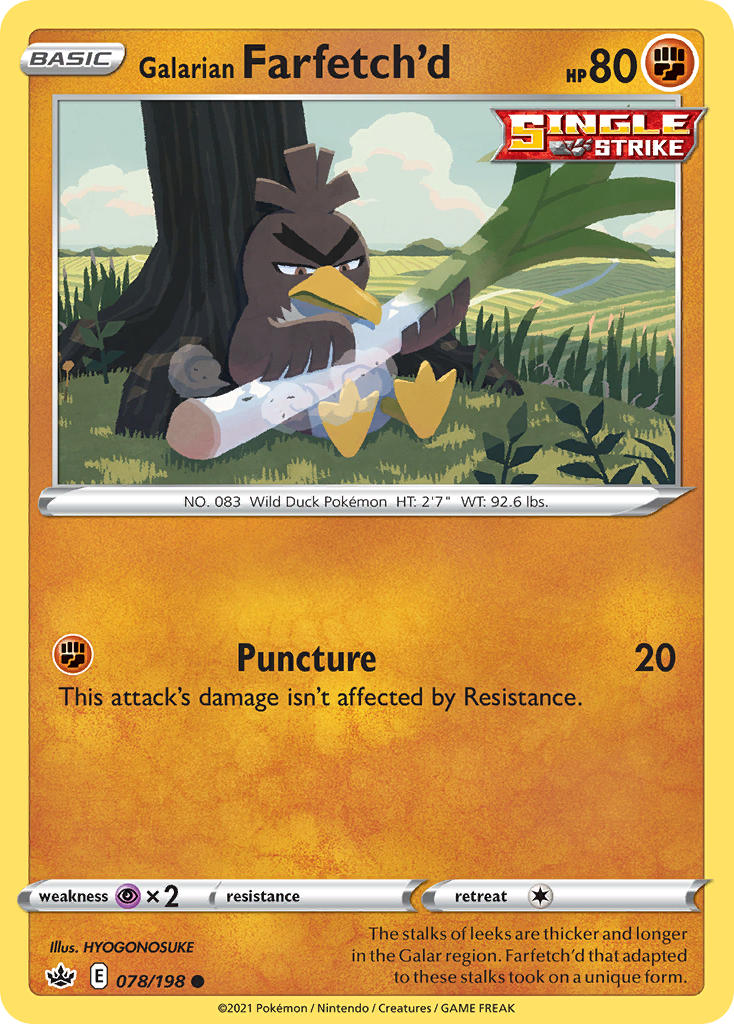 BASIC Galarian Farfetch'd HP 80
SINGLE
STRIKE
NO. 083 Wild Duck Pokémon HT: 2'7" WT: 92.6 lbs.
Puncture 20
This attack's damage isn't affected by Resistance.
weakness ×2 resistance retreat
Illus. HYOGONOSUKE
The stalks of leeks are thicker and longer
in the Galar region. Farfetch'd that adapted
to these stalks took on a unique form.
E 078/198
©2021 Pokémon / Nintendo / Creatures / GAME FREAK